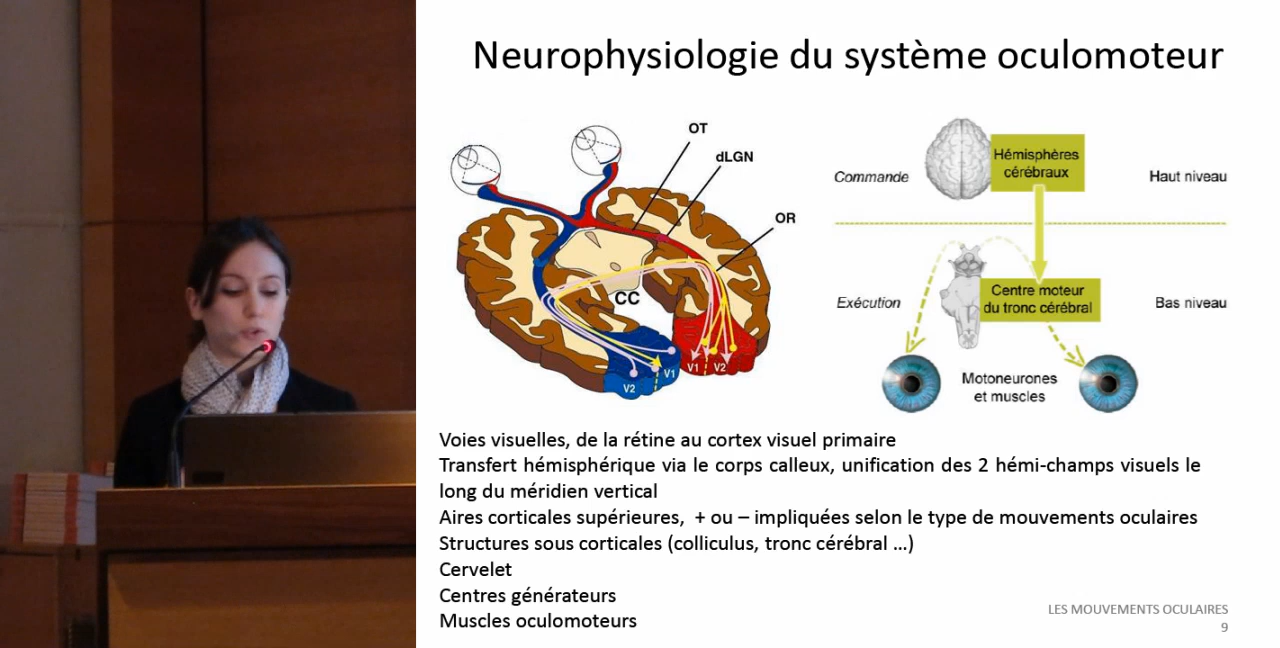 Neurophysiologie du système oculomoteur
OT
dLGN
OR
CC
V2
V1
V1
V2
Commande
Hémisphères
cérébraux
Haut niveau
Exécution
Centre moteur
du tronc cérébral
Bas niveau
Motoneurones
et muscles
Voies visuelles, de la rétine au cortex visuel primaire
Transfert hémisphérique via le corps calleux, unification des 2 hémi-champs visuels le
long du méridien vertical
Aires corticales supérieures, + ou – impliquées selon le type de mouvements oculaires
Structures sous corticales (colliculus, tronc cérébral …)
Cervelet
Centres générateurs
Muscles oculomoteurs
LES MOUVEMENTS OCULAIRES
9